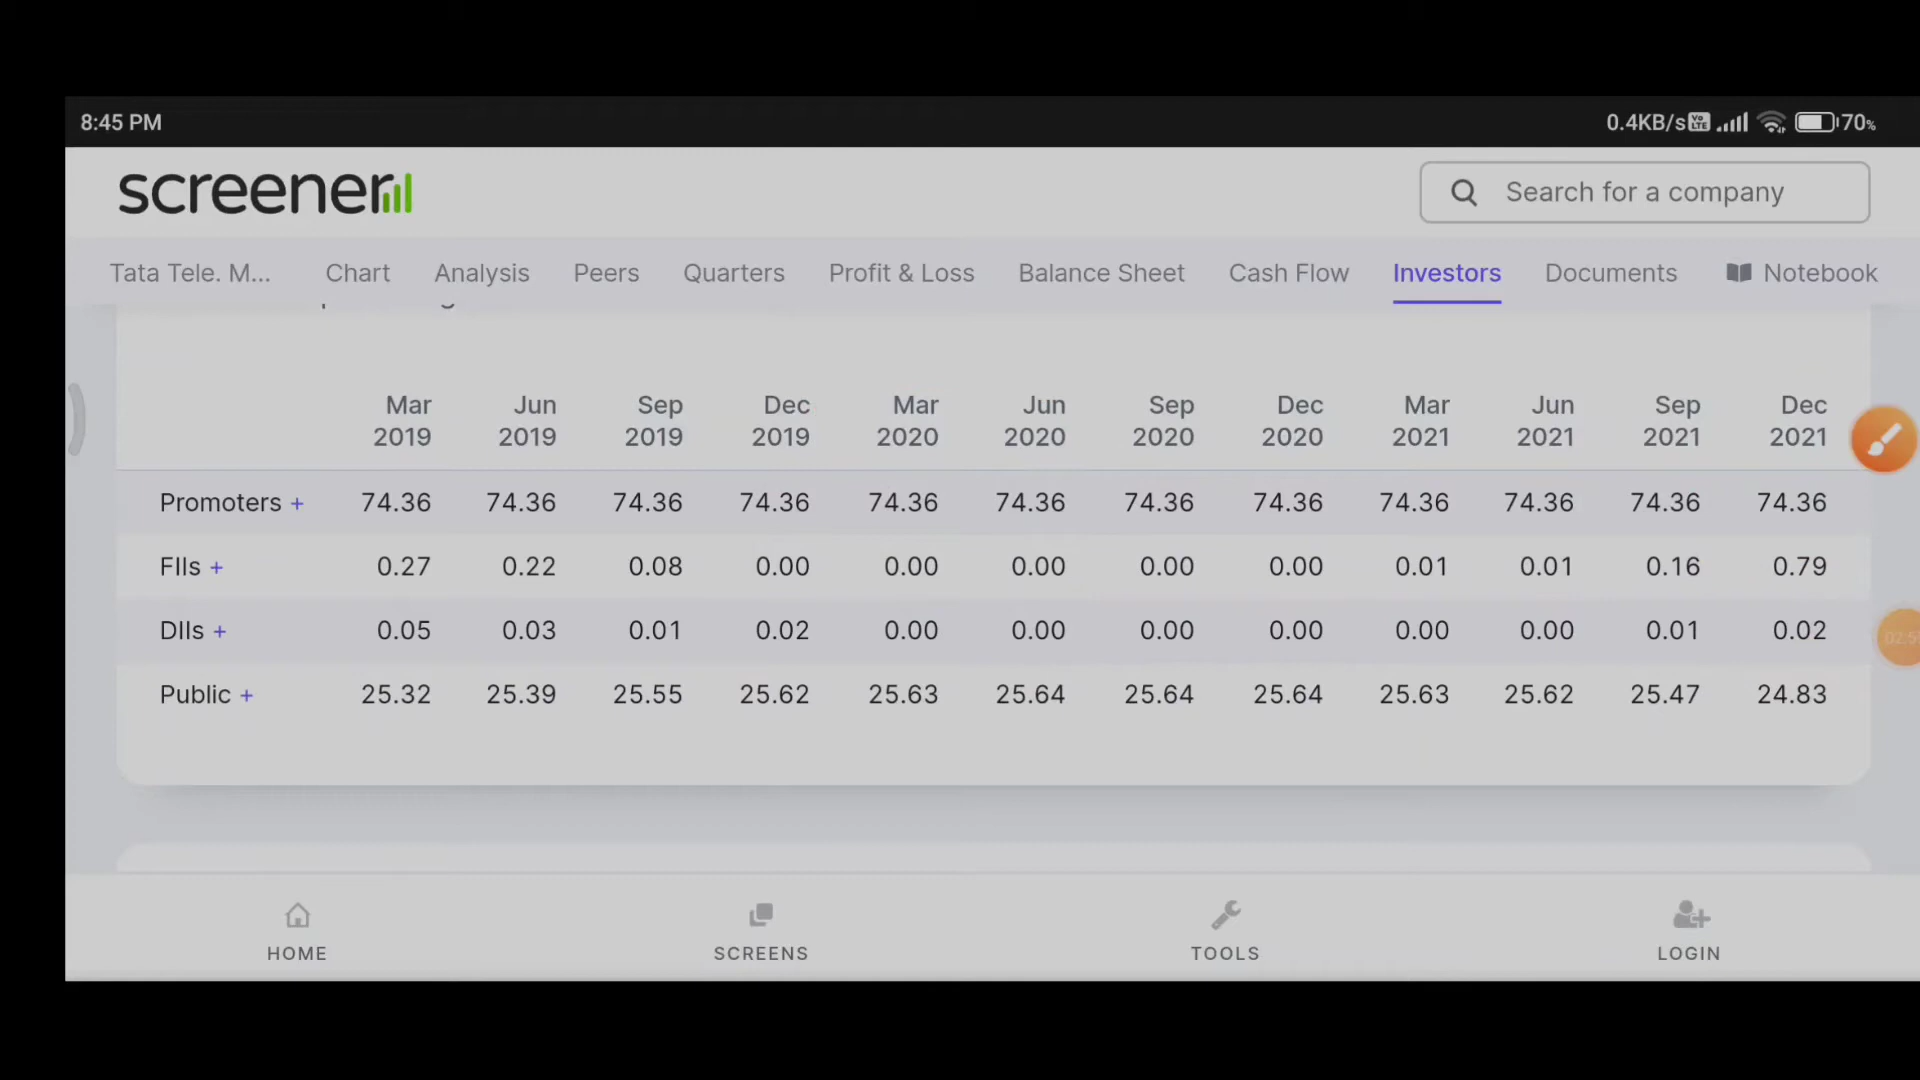 8:45 PM 0.4KB/s Vo LTE 70%
screener Search for a company
Tata Tele. M... Chart Analysis Peers Quarters Profit & Loss Balance Sheet Cash Flow Investors Documents Notebook
Mar Jun Sep Dec Mar Jun Sep Dec Mar Jun Sep Dec
2019 2019 2019 2019 2020 2020 2020 2020 2021 2021 2021 2021
Promoters + 74.36 74.36 74.36 74.36 74.36 74.36 74.36 74.36 74.36 74.36 74.36 74.36
FIIs + 0.27 0.22 0.08 0.00 0.00 0.00 0.00 0.00 0.01 0.01 0.16 0.79
DIIs + 0.05 0.03 0.01 0.02 0.00 0.00 0.00 0.00 0.00 0.00 0.01 0.02
Public + 25.32 25.39 25.55 25.62 25.63 25.64 25.64 25.64 25.63 25.62 25.47 24.83
HOME SCREENS TOOLS LOGIN